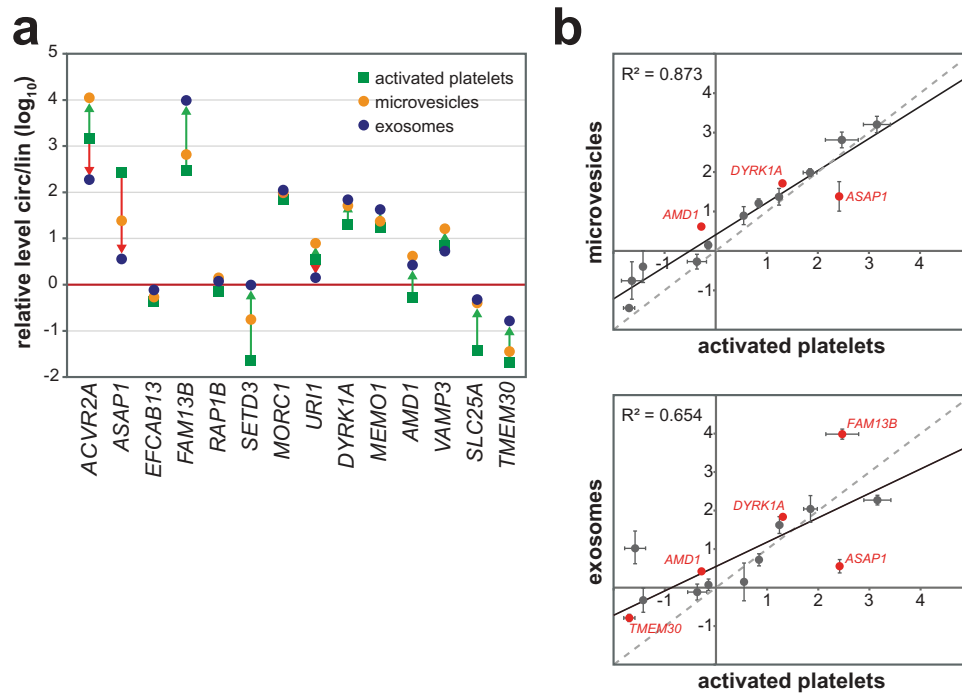 a
relative level circ/lin (log10)
5
4
3
2
1
0
-1
-2
activated platelets
microvesicles
exosomes
ACVR2A
ASAP1
EFCAB13
FAM13B
RAP1B
SETD3
MORC1
URI1
DYRK1A
MEMO1
AMD1
VAMP3
SLC25A
TMEM30
b
R² = 0.873
microvesicles
4
3
2
1
-1
-1
1
2
3
4
DYRK1A
ASAP1
AMD1
activated platelets
R² = 0.654
exosomes
4
3
2
1
-1
-1
1
2
3
4
FAM13B
DYRK1A
AMD1
ASAP1
TMEM30
activated platelets